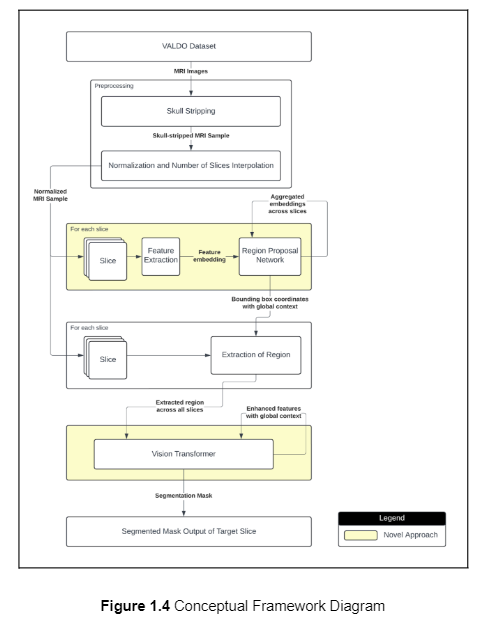 VALDO Dataset
MRI Images
Preprocessing
Skull Stripping
Skull-stripped MRI Sample
Normalization and Number of Slices Interpolation
Normalized
MRI Sample
Aggregated
embeddings
across slices
For each slice
Slice
Feature
Extraction
Feature
embedding
Region Proposal
Network
Bounding box coordinates
with global context
For each slice
Slice
Extraction of Region
Extracted region
across all slices
Enhanced features
with global context
Vision Transformer
Segmentation Mask
Segmented Mask Output of Target Slice
Legend
Novel Approach
Figure 1.4 Conceptual Framework Diagram